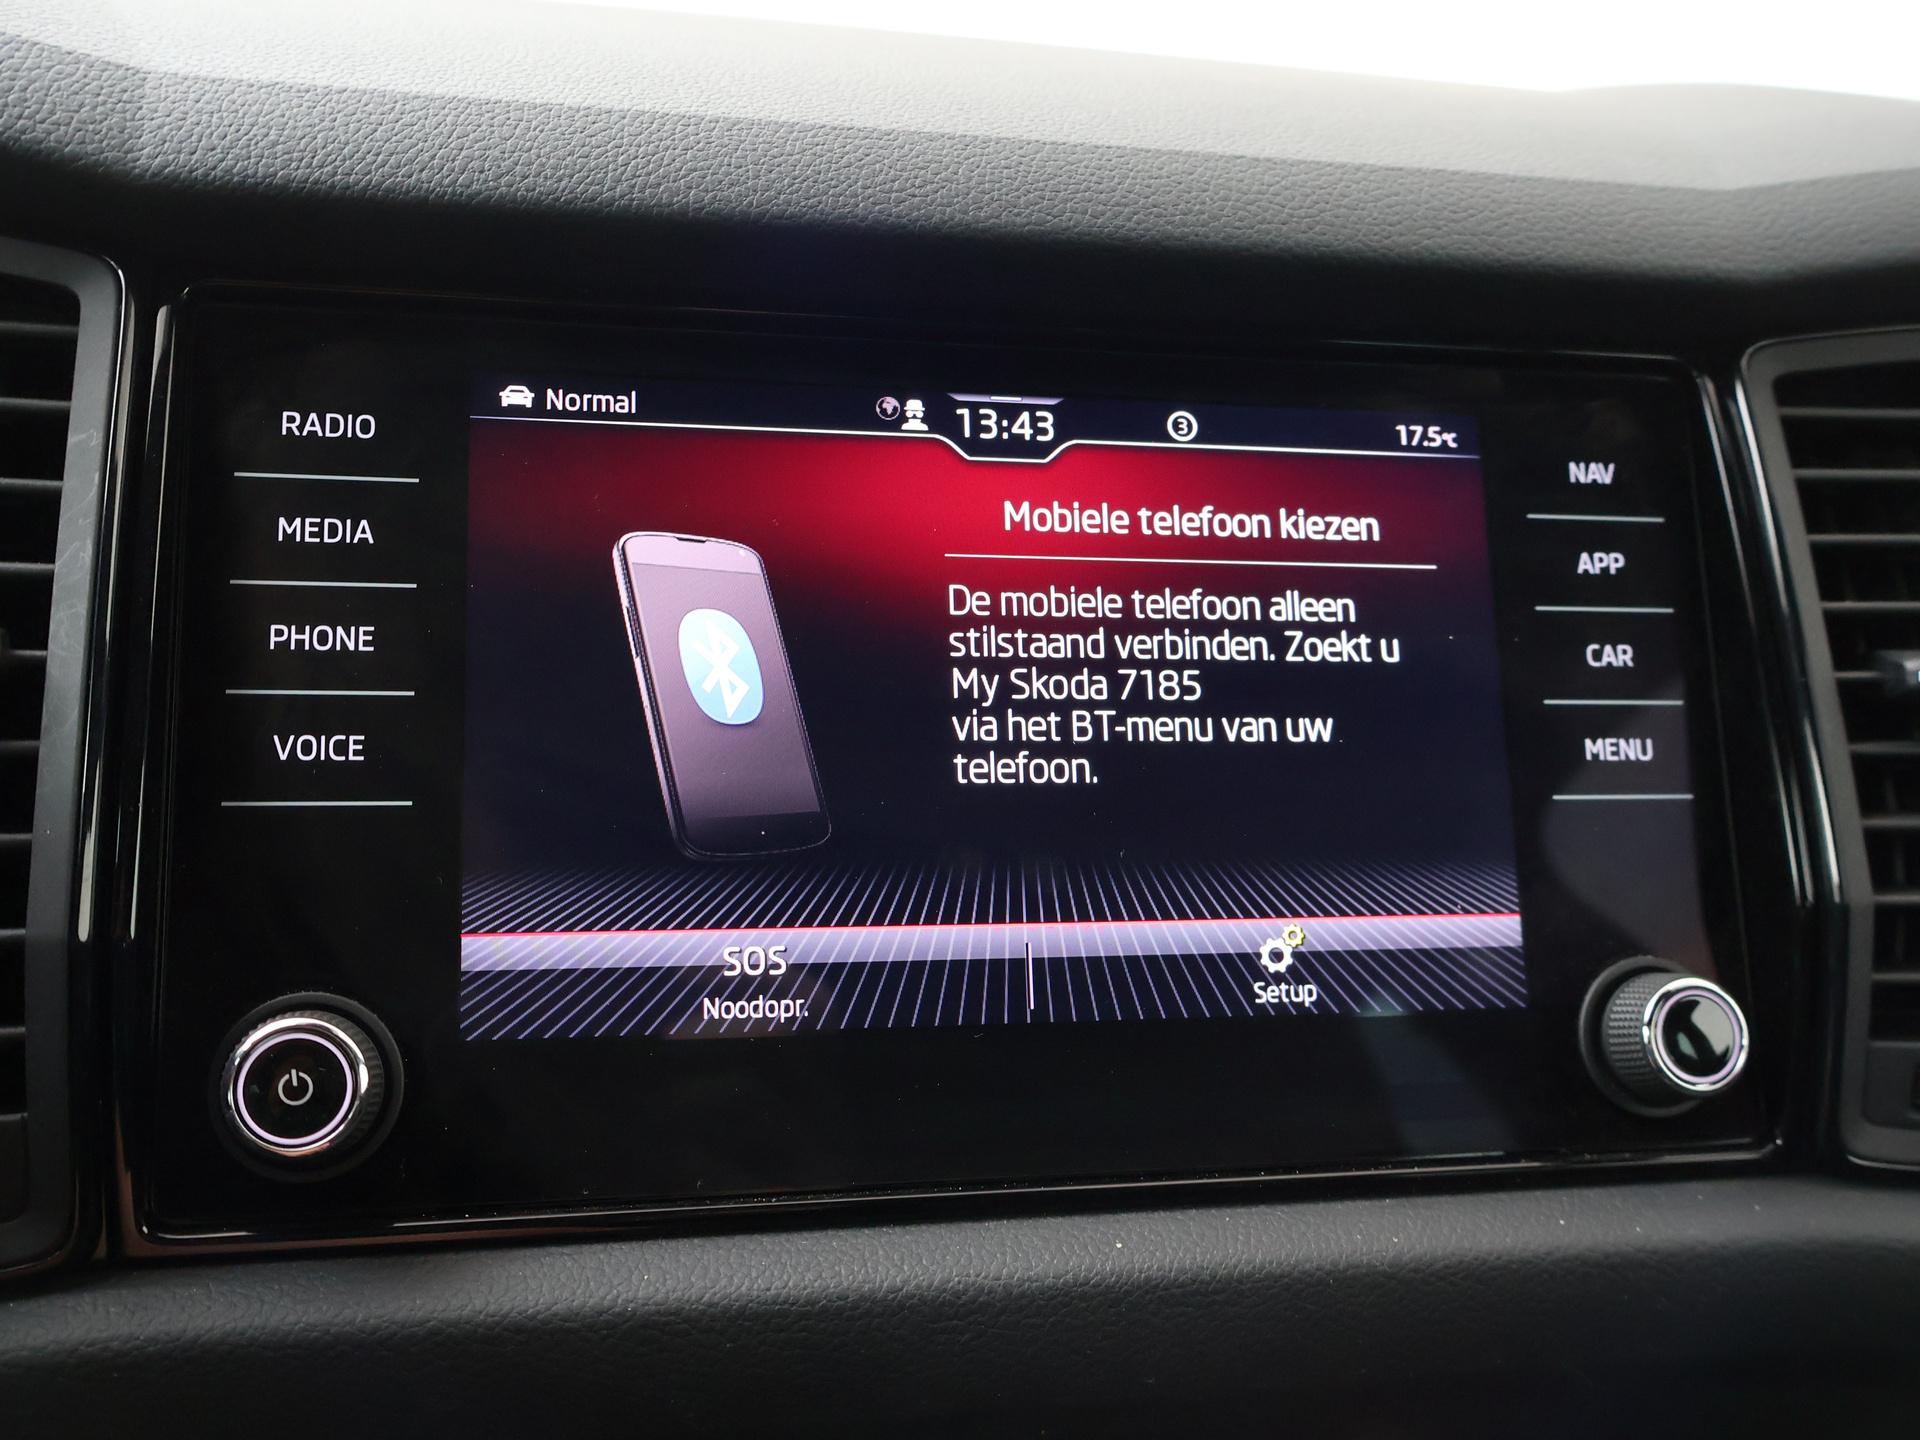 RADIO
MEDIA
PHONE
VOICE
Normal
13:43
3
17.5°C
Mobiele telefoon kiezen
De mobiele telefoon alleen
stilstaand verbinden. Zoekt u
My Skoda 7185
via het BT-menu van uw
telefoon.
SOS
Noodopr.
Setup
NAV
APP
CAR
MENU